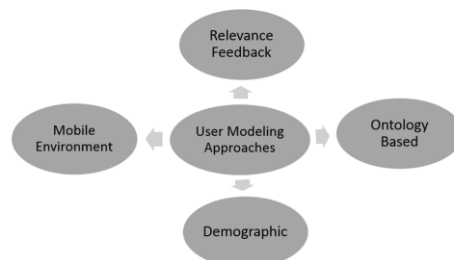 Relevance
Feedback
Mobile
Environment
User Modeling
Approaches
Ontology
Based
Demographic